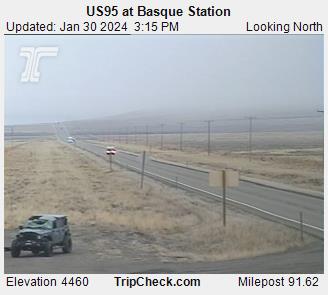 US95 at Basque Station
Updated: Jan 30 2024 3:15 PM Looking North
Elevation 4460 TripCheck.com Milepost 91.62